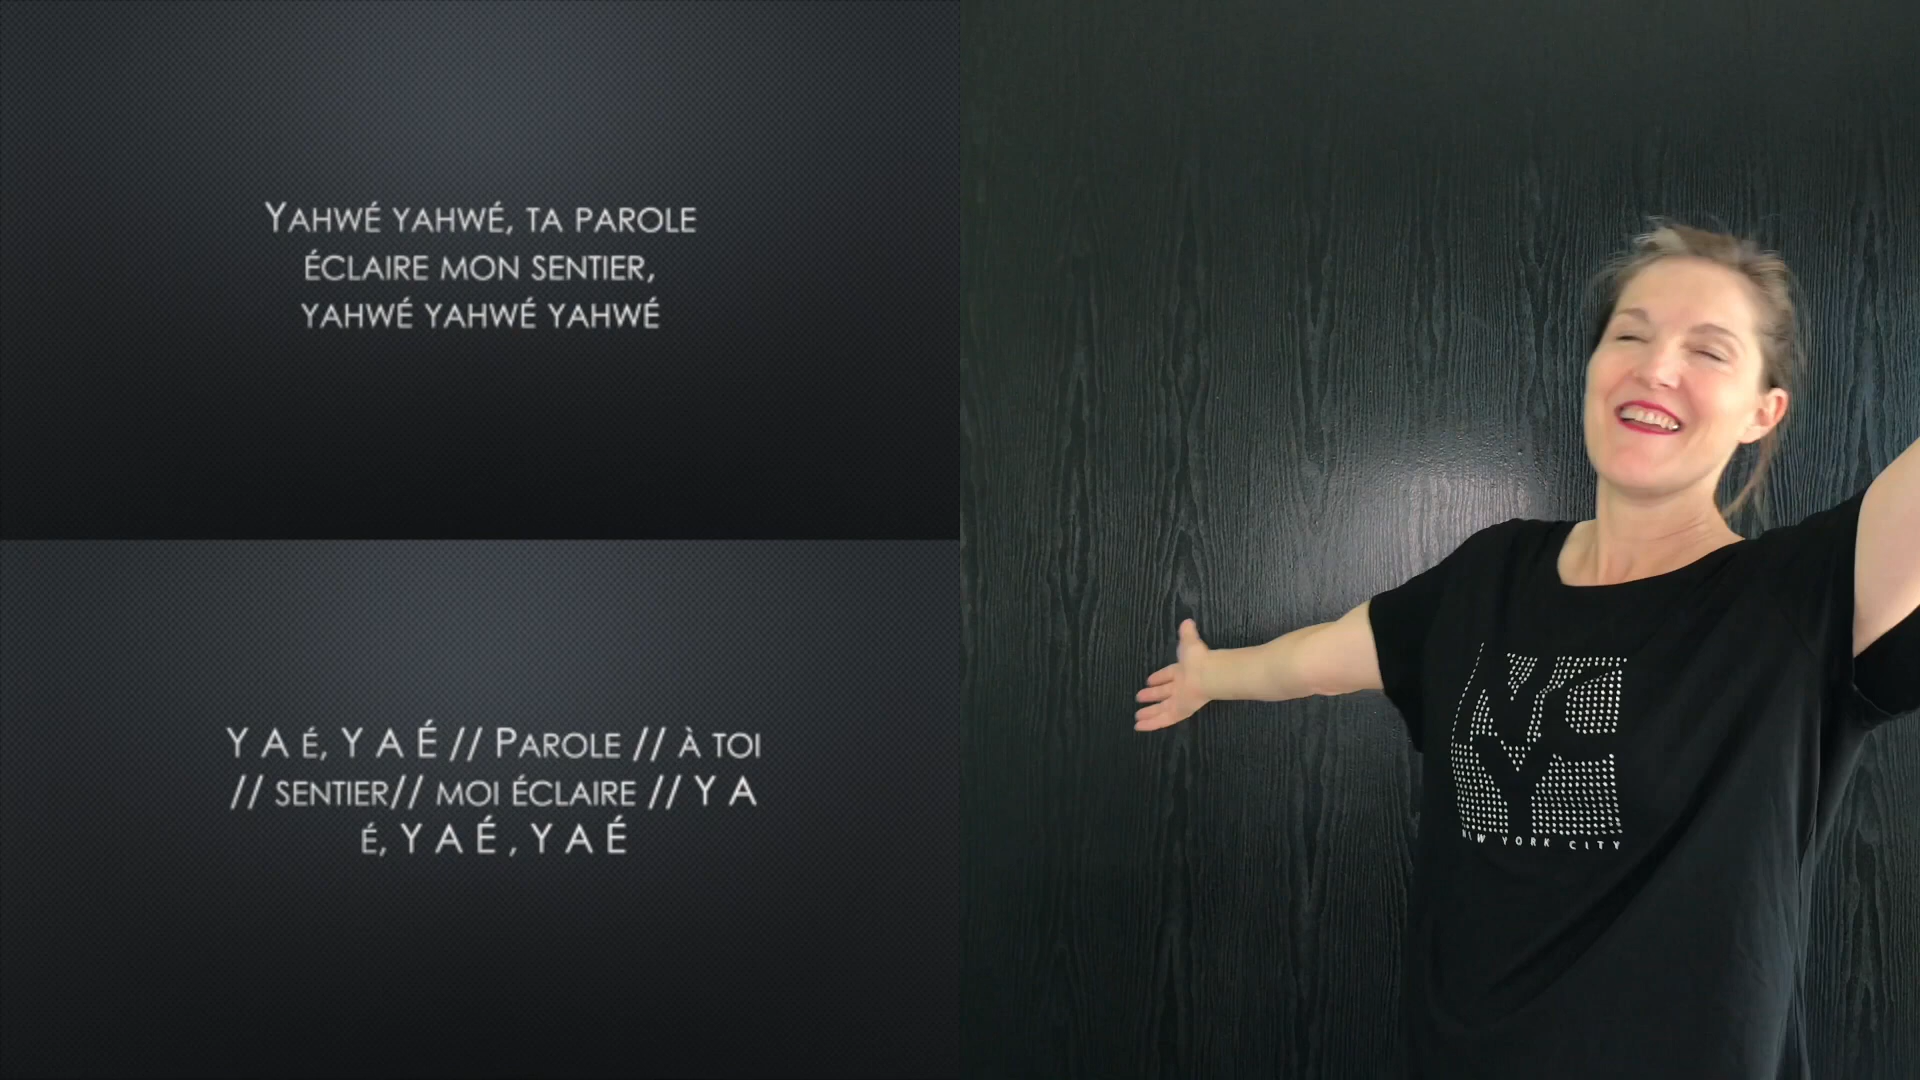 Yahwé yahwé, ta parole
éclaire mon sentier,
yahwé yahwé yahwé
Y A é, Y A É // Parole // à toi
// sentier// moi éclaire // Y A
é, Y A É , Y A É
NYC
NEW YORK CITY